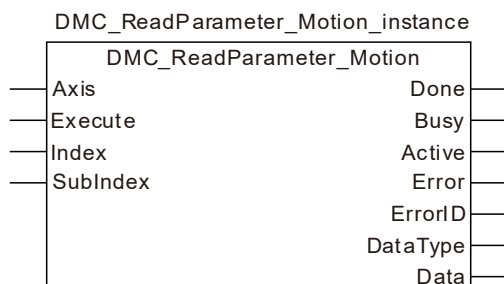 DMC_ReadParameter_Motion_instance
DMC_ReadParameter_Motion
Axis Done
Execute Busy
Index Active
SubIndex Error
ErrorID
DataType
Data